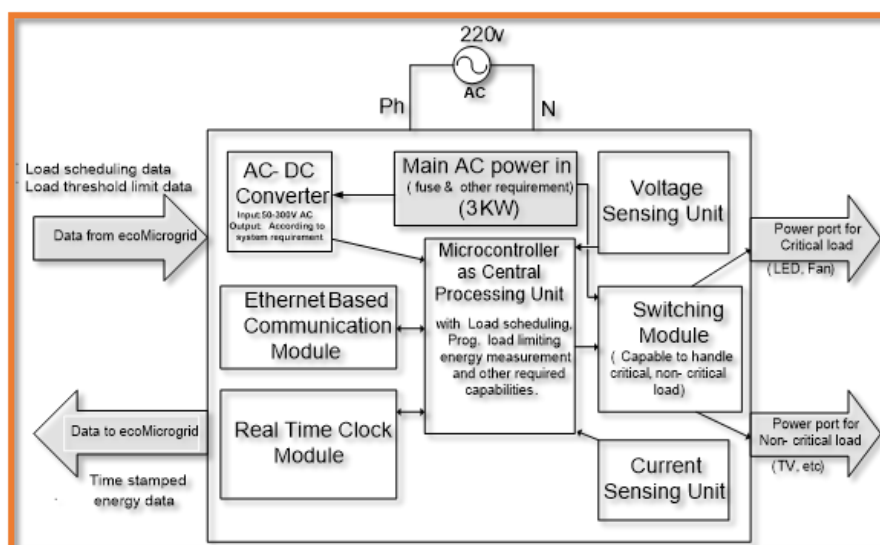 220v
AC
Ph
N
Load scheduling data
Load threshold limit data
Data from ecoMicrogrid
AC- DC
Converter
Input:50-300V AC
Output: According to
system requirement
Main AC power in
( fuse & other requirement)
(3KW)
Voltage
Sensing Unit
Power port for
Critical load
(LED, Fan)
Microcontroller
as Central
Processing Unit
with Load scheduling,
Prog. load limiting
energy measurement
and other required
capabilities.
Ethernet Based
Communication
Module
Switching
Module
( Capable to handle
critical, non- critical
load)
Data to ecoMicrogrid
Time stamped
energy data
Real Time Clock
Module
Current
Sensing Unit
Power port for
Non- critical load
(TV, etc)